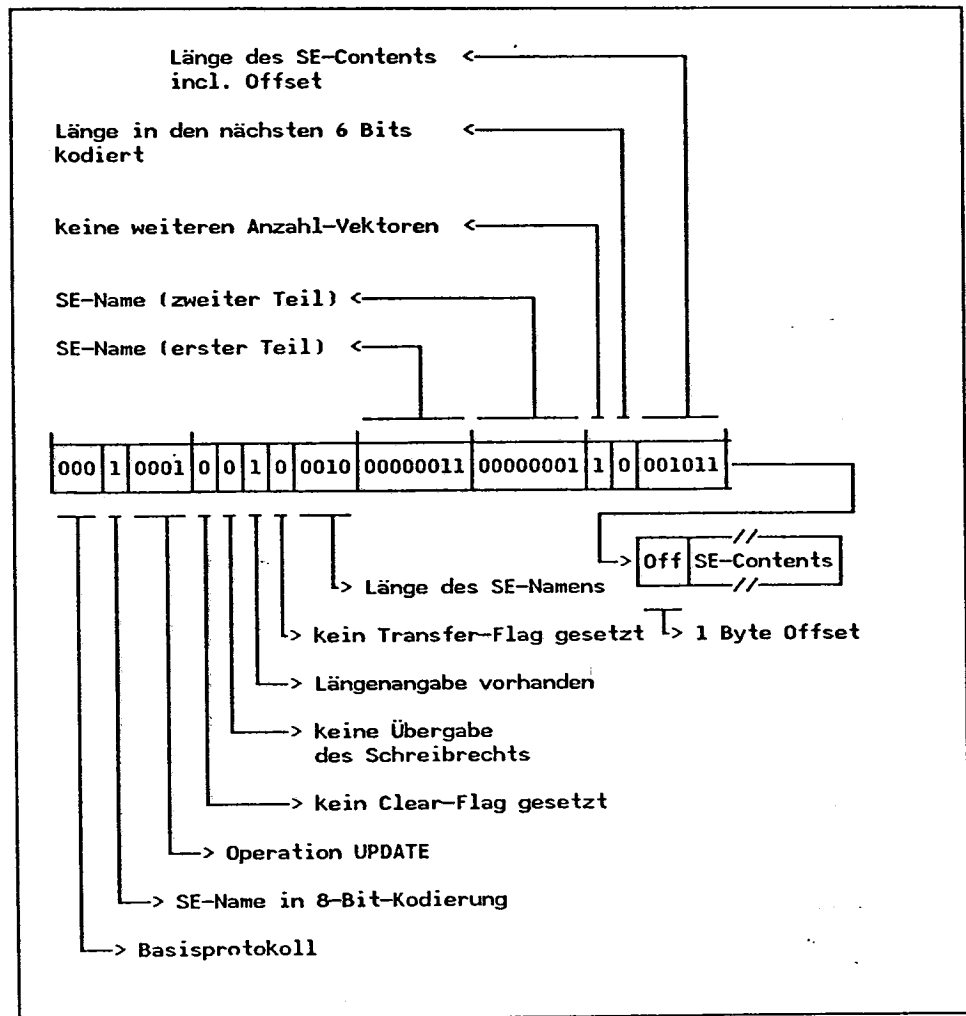 Länge des SE-Contents <
incl. Offset
Länge in den nächsten 6 Bits <
kodiert
keine weiteren Anzahl-Vektoren <
SE-Name (zweiter Teil) <
SE-Name (erster Teil) <
000 1 0001 0 0 1 0 0010 00000011 00000001 1 0 001011
> Off SE-Contents
> Länge des SE-Namens
> kein Transfer-Flag gesetzt > 1 Byte Offset
> Längenangabe vorhanden
> keine Übergabe
des Schreibrechts
> kein Clear-Flag gesetzt
> Operation UPDATE
> SE-Name in 8-Bit-Kodierung
> Basisprotokoll